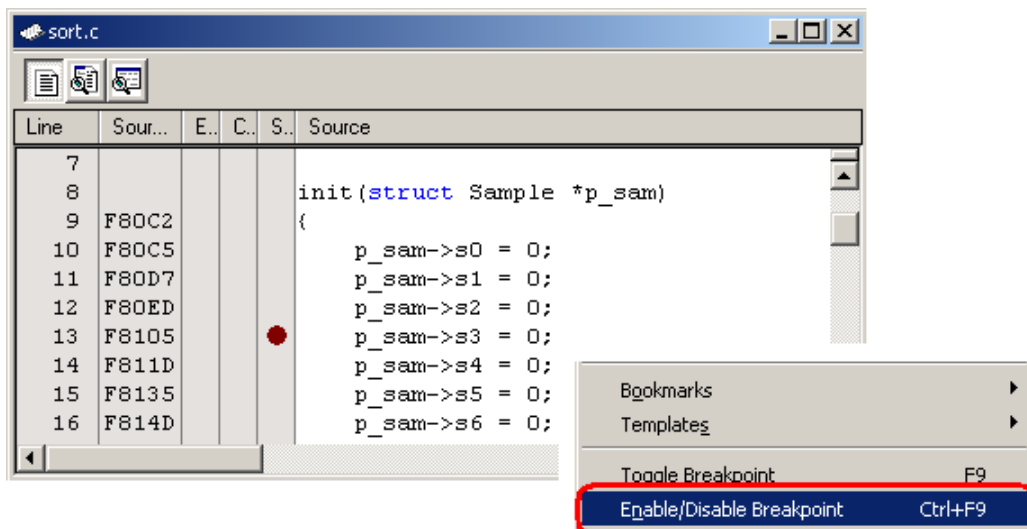 sort.c
Line Sour... E.. C.. S.. Source
7
8 init(struct Sample *p_sam)
9 F80C2 {
10 F80C5 p_sam->s0 = 0;
11 F80D7 p_sam->s1 = 0;
12 F80ED p_sam->s2 = 0;
13 F8105 p_sam->s3 = 0;
14 F811D p_sam->s4 = 0;
15 F8135 p_sam->s5 = 0;
16 F814D p_sam->s6 = 0;
Bookmarks
Templates
Toggle Breakpoint F9
Enable/Disable Breakpoint Ctrl+F9